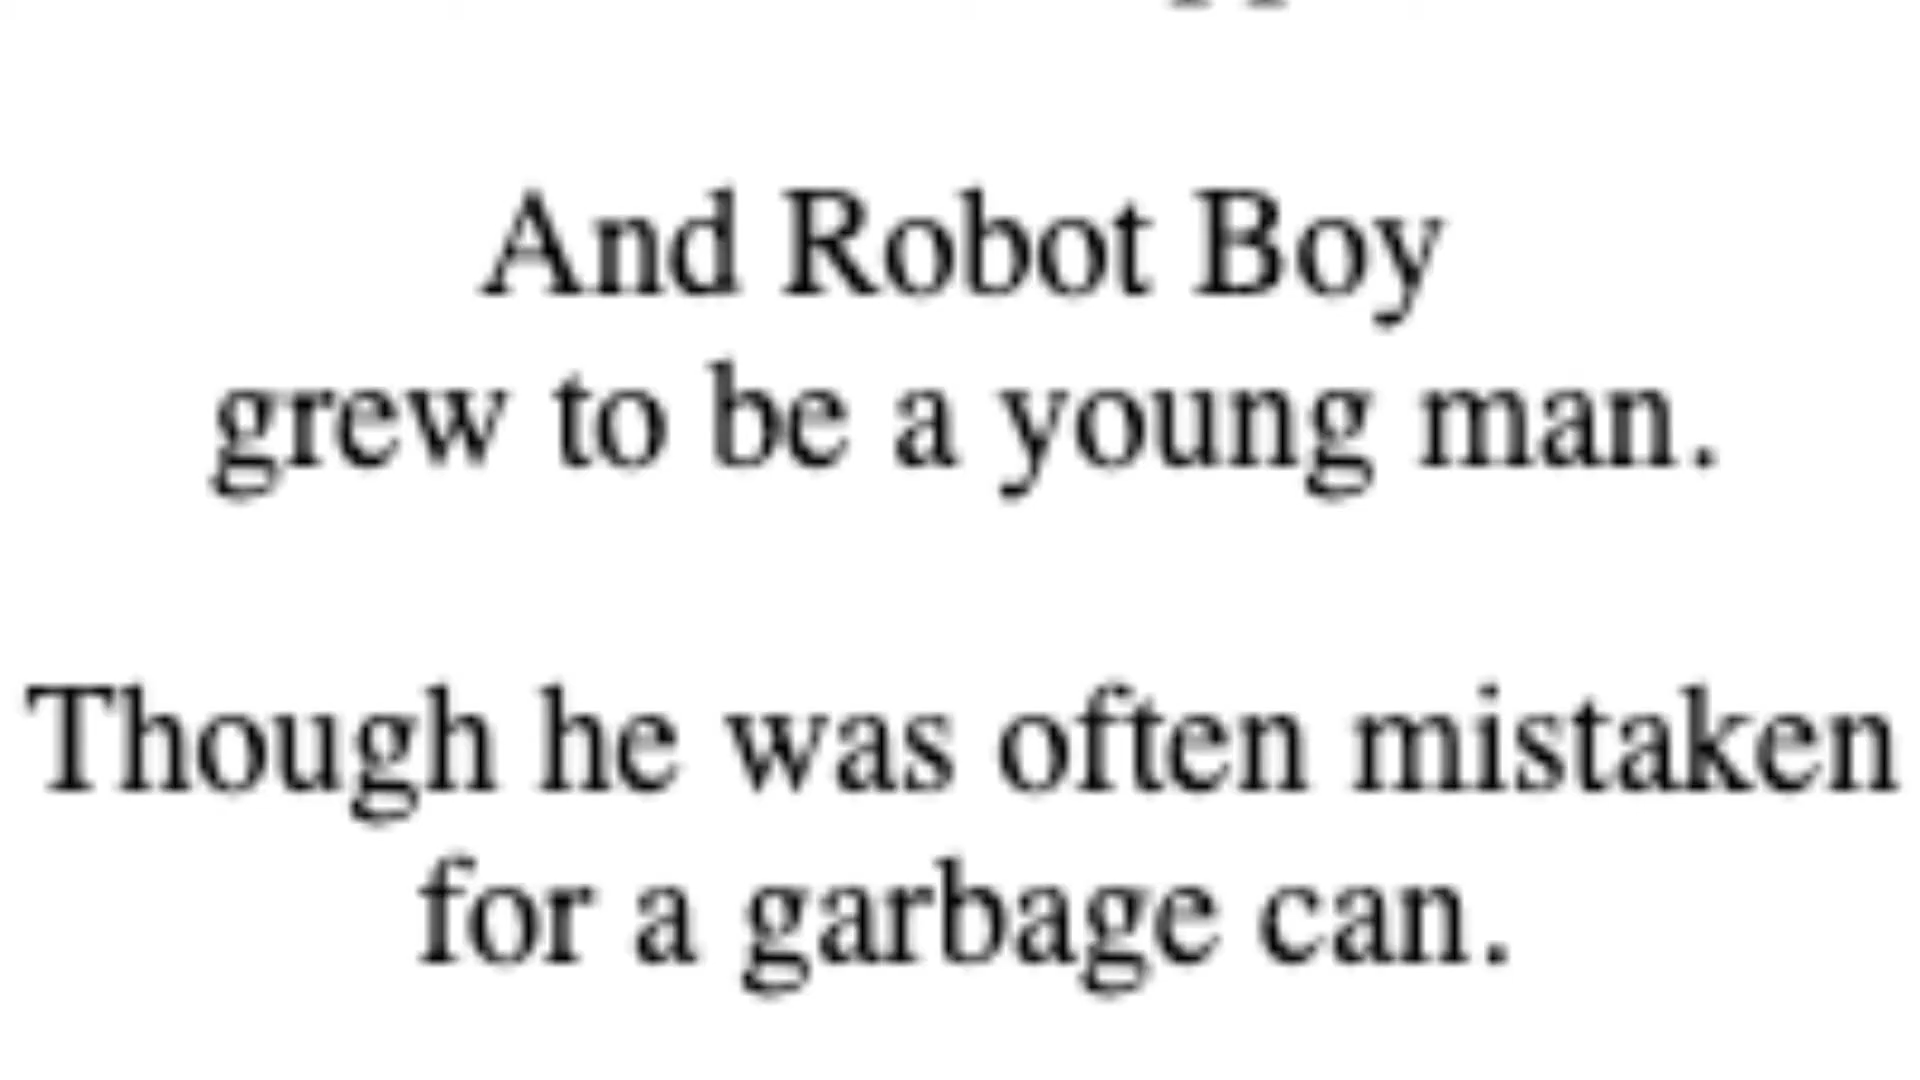 And Robot Boy
grew to be a young man.
Though he was often mistaken
for a garbage can.